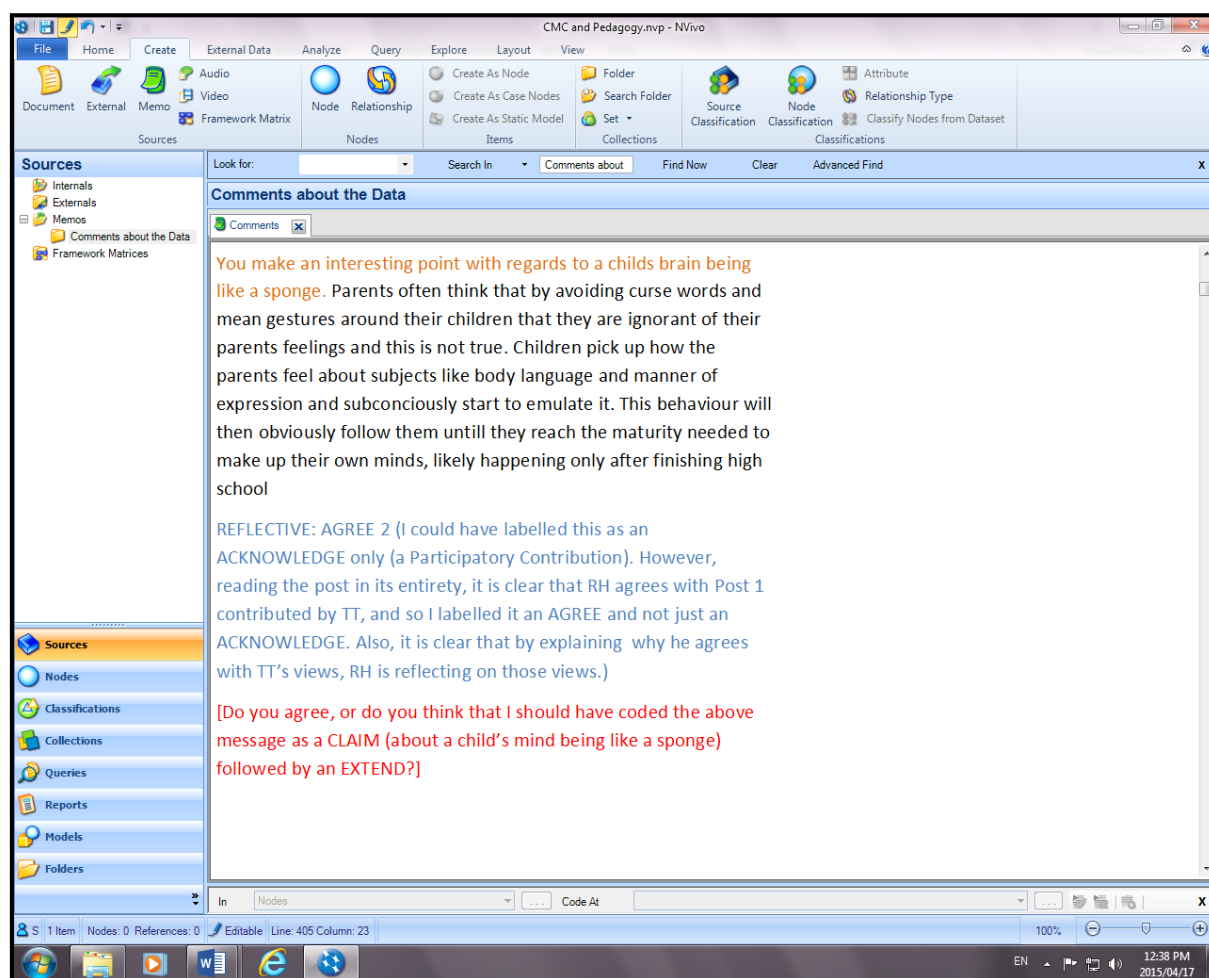 CMC and Pedagogy.nvp - NVivo
File Home Create External Data Analyze Query Explore Layout View
Document External Memo Audio Video Framework Matrix
Sources
Node Relationship
Nodes
Create As Node
Create As Case Nodes
Create As Static Model
Items
Folder
Search Folder
Set
Collections
Source Classification
Node Classification
Attribute
Relationship Type
Classify Nodes from Dataset
Classifications
Sources
Internals
Externals
Memos
Comments about the Data
Framework Matrices
Look for: Search In Comments about Find Now Clear Advanced Find x
Comments about the Data
Comments x
You make an interesting point with regards to a childs brain being
like a sponge. Parents often think that by avoiding curse words and
mean gestures around their children that they are ignorant of their
parents feelings and this is not true. Children pick up how the
parents feel about subjects like body language and manner of
expression and subconciously start to emulate it. This behaviour will
then obviously follow them untill they reach the maturity needed to
make up their own minds, likely happening only after finishing high
school
REFLECTIVE: AGREE 2 (I could have labelled this as an
ACKNOWLEDGE only (a Participatory Contribution). However,
reading the post in its entirety, it is clear that RH agrees with Post 1
contributed by TT, and so I labelled it an AGREE and not just an
ACKNOWLEDGE. Also, it is clear that by explaining  why he agrees
with TT’s views, RH is reflecting on those views.)
[Do you agree, or do you think that I should have coded the above
message as a CLAIM (about a child’s mind being like a sponge)
followed by an EXTEND?]
Sources
Nodes
Classifications
Collections
Queries
Reports
Models
Folders
In Nodes ... Code At ... x
S 1 Item Nodes: 0 References: 0 Editable Line: 405 Column: 23 100%
EN 12:38 PM
2015/04/17